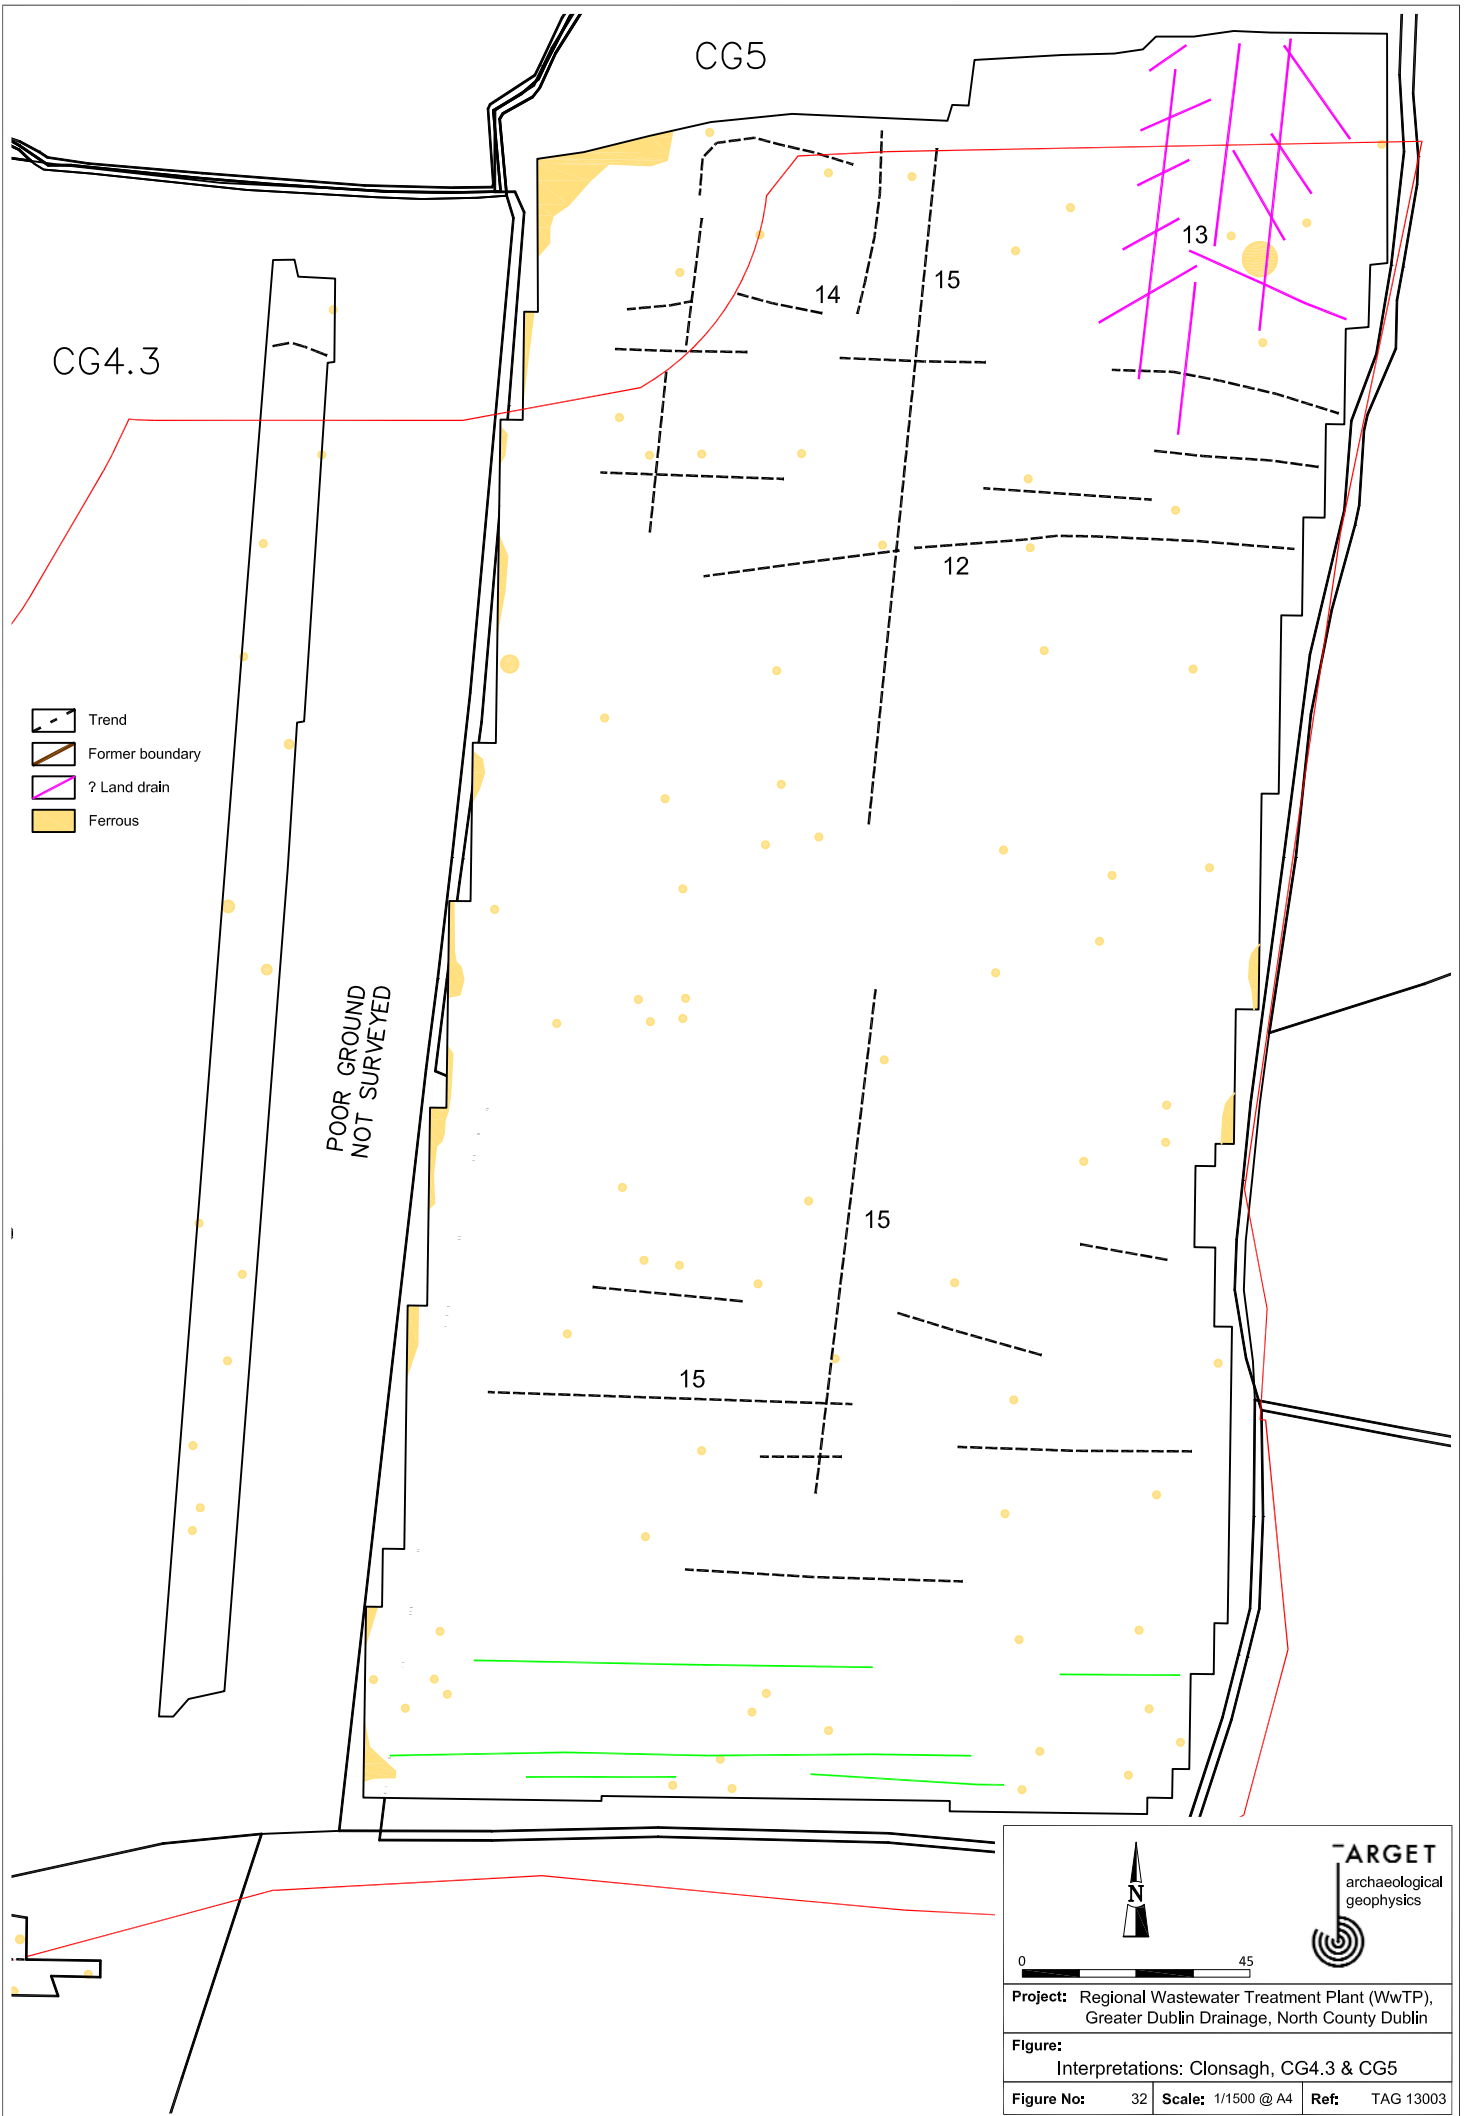 CG5
13
15
14
CG4.3
12
Trend
Former boundary
? Land drain
Ferrous
POOR GROUND
NOT SURVEYED
15
15
N
TARGET
archaeological
geophysics
0 45
Project: Regional Wastewater Treatment Plant (WwTP),
Greater Dublin Drainage, North County Dublin
Figure:
Interpretations: Clonsagh, CG4.3 & CG5
Figure No: 32 Scale: 1/1500 @ A4 Ref: TAG 13003